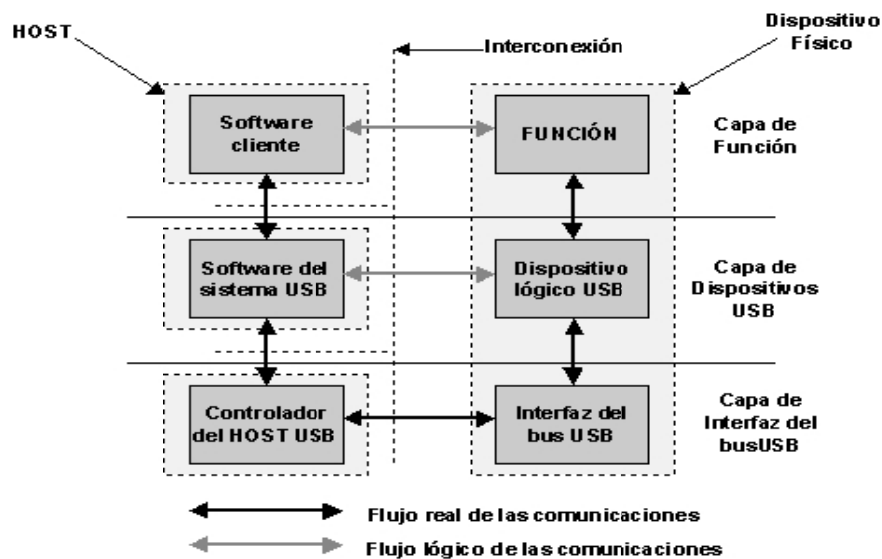 HOST
Interconexión
Dispositivo
Físico
Software
cliente
FUNCIÓN
Capa de
Función
Software del
sistema USB
Dispositivo
lógico USB
Capa de
Dispositivos
USB
Controlador
del HOST USB
Interfaz del
bus USB
Capa de
Interfaz del
busUSB
Flujo real de las comunicaciones
Flujo lógico de las comunicaciones